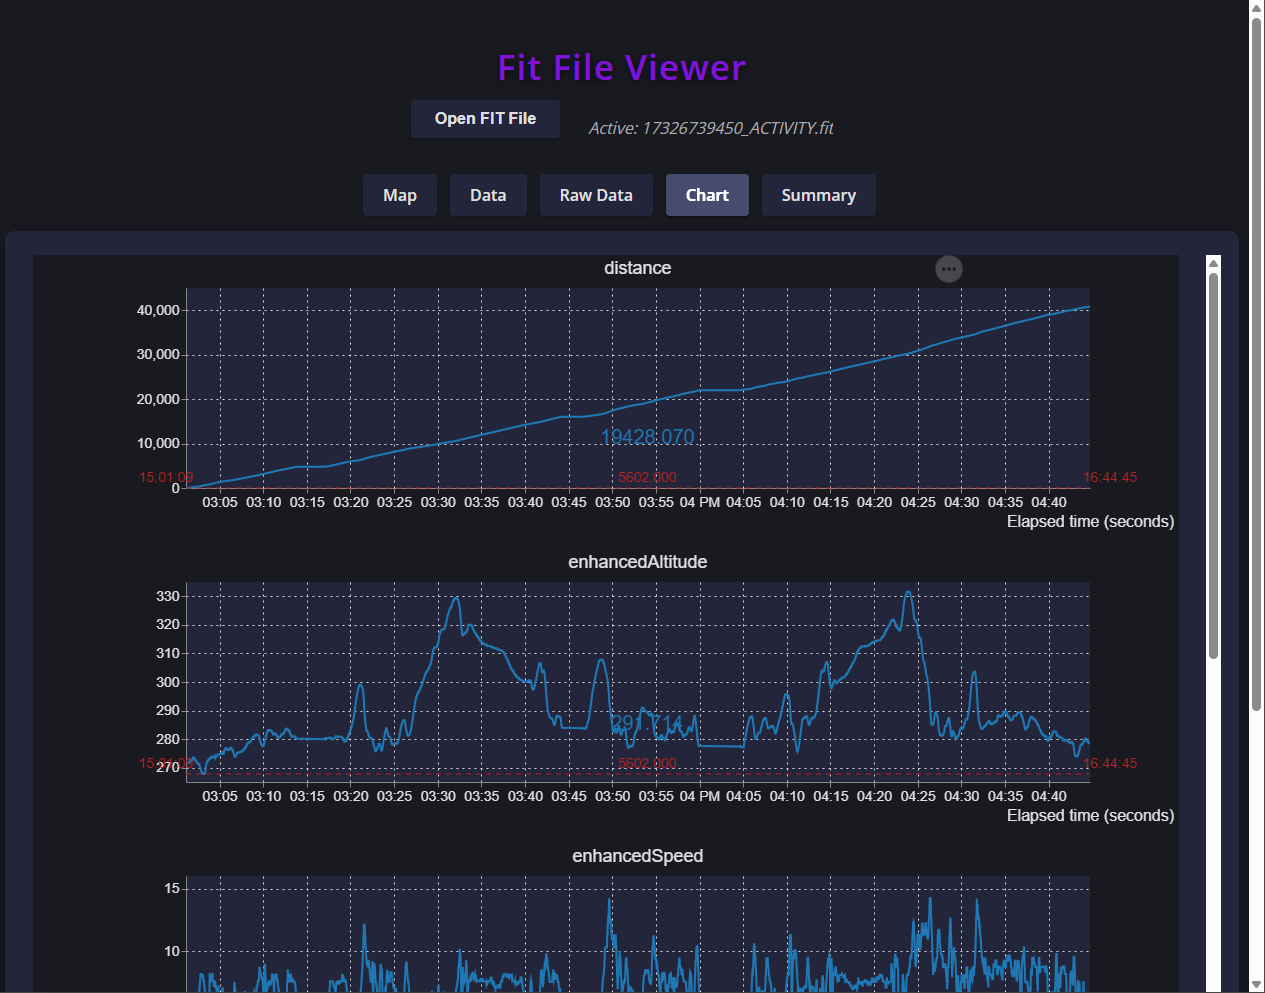 Fit File Viewer
Open FIT File
Active: 17326739450_ACTIVITY.fit
Map Data Raw Data Chart Summary
distance
40,000
30,000
20,000
10,000
0
19428.070
15:01:09 5602.000 16:44:45
03:05 03:10 03:15 03:20 03:25 03:30 03:35 03:40 03:45 03:50 03:55 04 PM 04:05 04:10 04:15 04:20 04:25 04:30 04:35 04:40
Elapsed time (seconds)
enhancedAltitude
330
320
310
300
290
280
270
291.714
15:01:09 5602.000 16:44:45
03:05 03:10 03:15 03:20 03:25 03:30 03:35 03:40 03:45 03:50 03:55 04 PM 04:05 04:10 04:15 04:20 04:25 04:30 04:35 04:40
Elapsed time (seconds)
enhancedSpeed
15
10